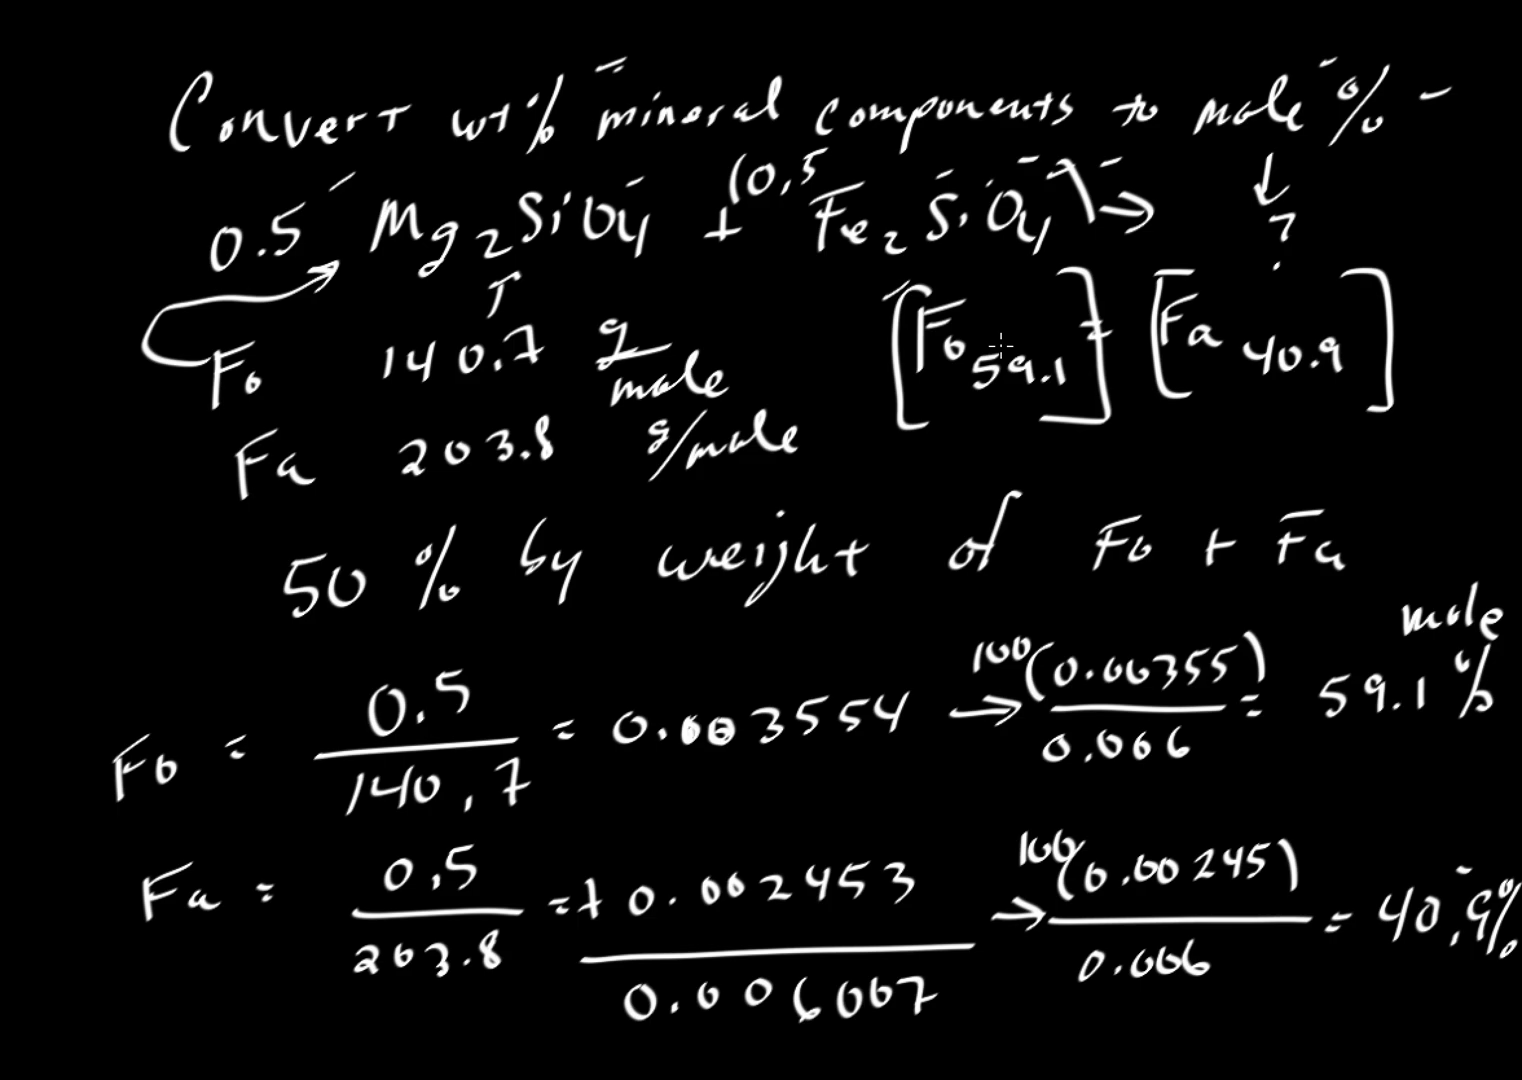 Convert wt% mineral components to mole %
0.5 Mg2SiO4 + (0.5 Fe2SiO4) → ?
Fo 140.7 g/mole [Fo59.1] = [Fa40.9]
Fa 203.8 g/mole
50 % by weight of Fo + Fa
Fo = 0.5/140.7 = 0.003554 → 100(0.00355)/0.006 = 59.1 mole %
Fa = 0.5/203.8 = + 0.002453 → 100(0.00245)/0.006 = 40.9%
0.006007